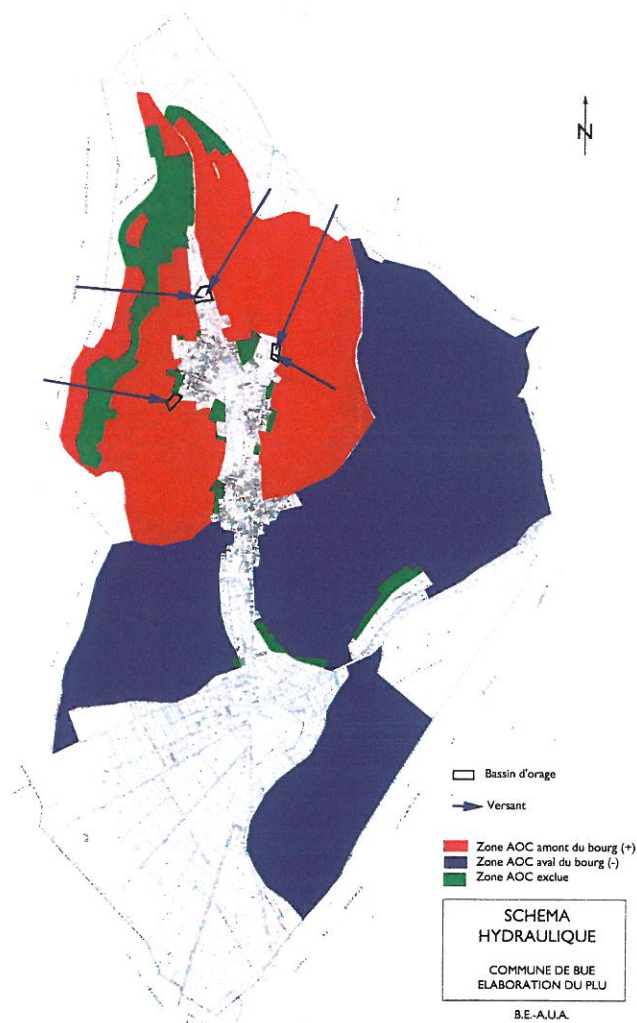 N
Bassin d'orage
Versant
Zone AOC amont du bourg (+)
Zone AOC aval du bourg (-)
Zone AOC exclue
SCHEMA
HYDRAULIQUE
COMMUNE DE BUE
ELABORATION DU PLU
B.E.-A.U.A.